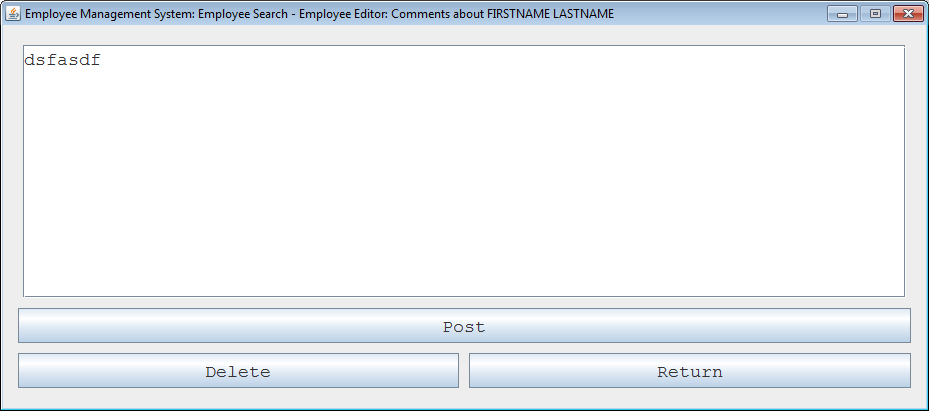 Employee Management System: Employee Search - Employee Editor: Comments about FIRSTNAME LASTNAME
dsfasdf
Post
Delete
Return